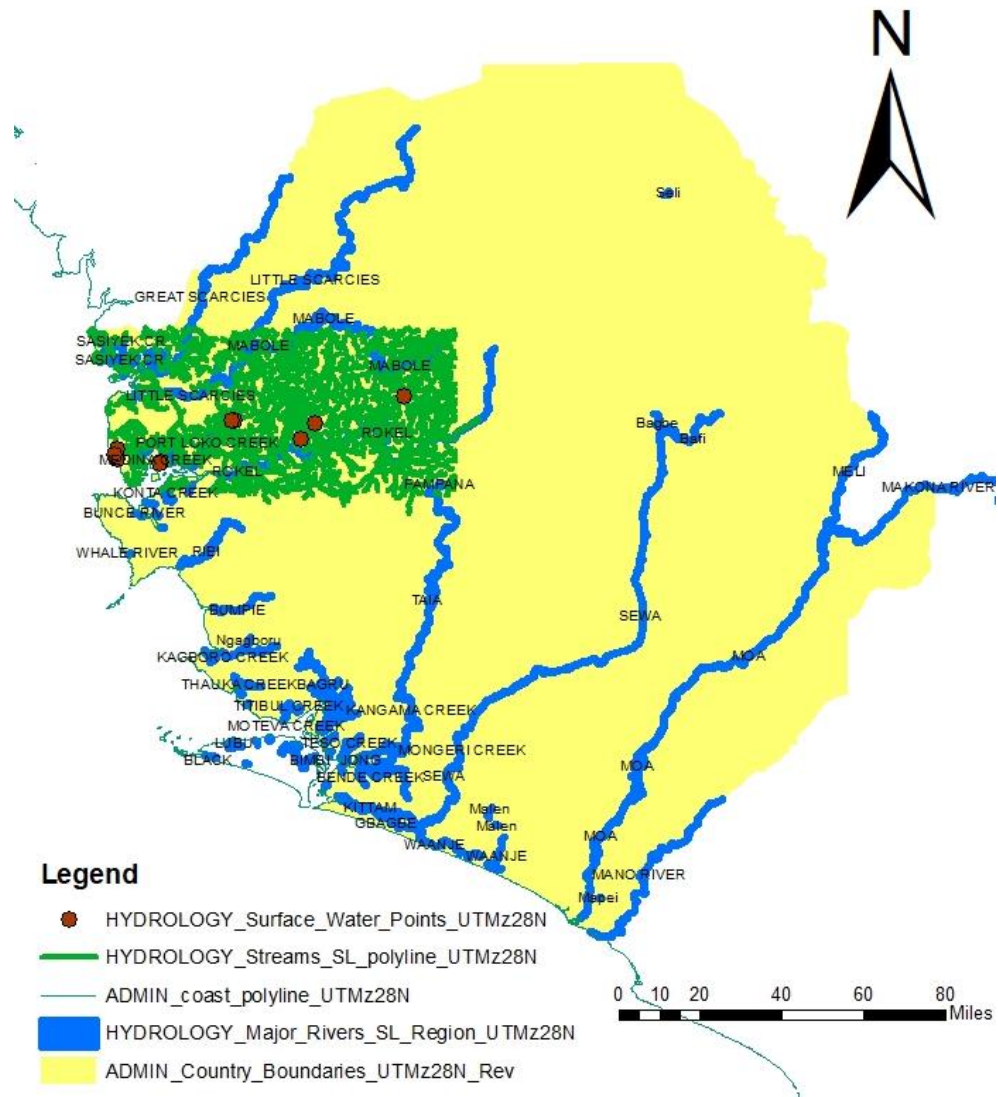 N
Seli
LITTLE SCARCIES
GREAT SCARCIES
MABOLE
SASIYEK CR
MABOLE
SASIYEK CR
MABOLE
LITTLE SCARCIES
ROKEL
PORT LOKO CREEK
Bagbe
Bafi
MEDINA CREEK
ROKEL
MELI
PAMPANA
MAKONA RIVER
KONTA CREEK
BUNCE RIVER
WHALE RIVER
RIBI
TAIA
BUMPIE
SEWA
Ngagboru
KAGBORO CREEK
MOA
THAUKA CREEK
BAGRU
TITIBUL CREEK
KANGAMA CREEK
MOTEVA CREEK
LUBU
TESO CREEK
MONGERI CREEK
BLACK
JONG
MOA
BENDE CREEK
SEWA
KITTAM
Malen
GBAGBE
Malen
MOA
WAANJE
WAANJE
MANO RIVER
Mapei
Legend
HYDROLOGY_Surface_Water_Points_UTMz28N
HYDROLOGY_Streams_SL_polyline_UTMz28N
ADMIN_coast_polyline_UTMz28N
HYDROLOGY_Major_Rivers_SL_Region_UTMz28N
ADMIN_Country_Boundaries_UTMz28N_Rev
0 10 20 40 60 80
Miles